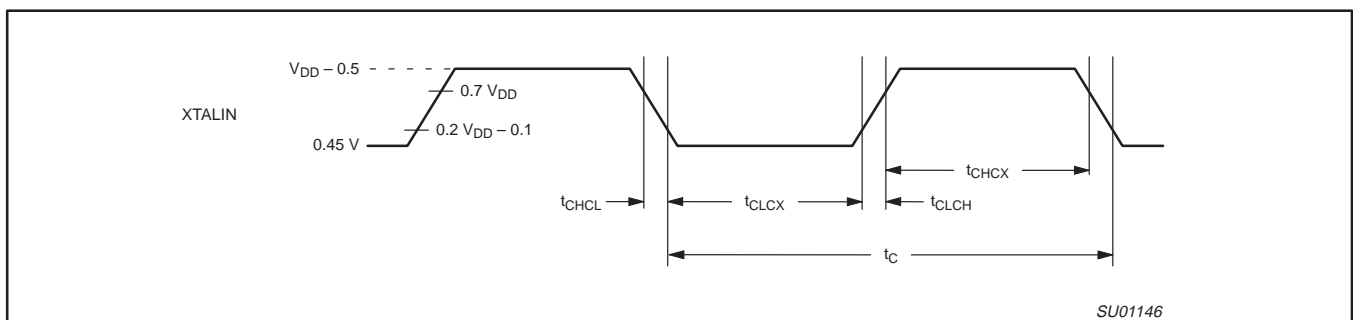 V_DD – 0.5
0.7 V_DD
XTALIN
0.2 V_DD – 0.1
0.45 V
t_CHCX
t_CHCL
t_CLCX
t_CLCH
t_C
SU01146